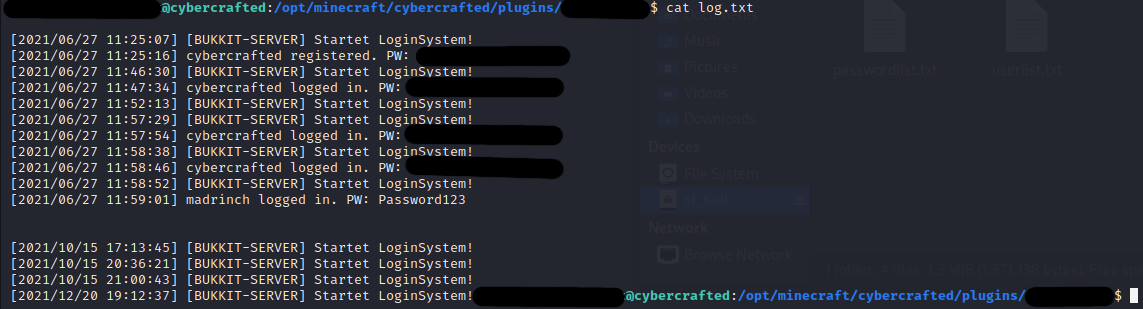 @cybercrafted:/opt/minecraft/cybercrafted/plugins/ $ cat log.txt
[2021/06/27 11:25:07] [BUKKIT-SERVER] Startet LoginSystem!
[2021/06/27 11:25:16] cybercrafted registered. PW:
[2021/06/27 11:46:30] [BUKKIT-SERVER] Startet LoginSystem!
[2021/06/27 11:47:34] cybercrafted logged in. PW:
[2021/06/27 11:52:13] [BUKKIT-SERVER] Startet LoginSystem!
[2021/06/27 11:57:29] [BUKKIT-SERVER] Startet LoginSystem!
[2021/06/27 11:57:54] cybercrafted logged in. PW:
[2021/06/27 11:58:38] [BUKKIT-SERVER] Startet LoginSystem!
[2021/06/27 11:58:46] cybercrafted logged in. PW:
[2021/06/27 11:58:52] [BUKKIT-SERVER] Startet LoginSystem!
[2021/06/27 11:59:01] madrinch logged in. PW: Password123
[2021/10/15 17:13:45] [BUKKIT-SERVER] Startet LoginSystem!
[2021/10/15 20:36:21] [BUKKIT-SERVER] Startet LoginSystem!
[2021/10/15 21:00:43] [BUKKIT-SERVER] Startet LoginSystem!
[2021/12/20 19:12:37] [BUKKIT-SERVER] Startet LoginSystem! @cybercrafted:/opt/minecraft/cybercrafted/plugins/ $
Music
Pictures
Videos
Downloads
Devices
File System
Network
Browse Network
passwordlist.txt
userlist.txt